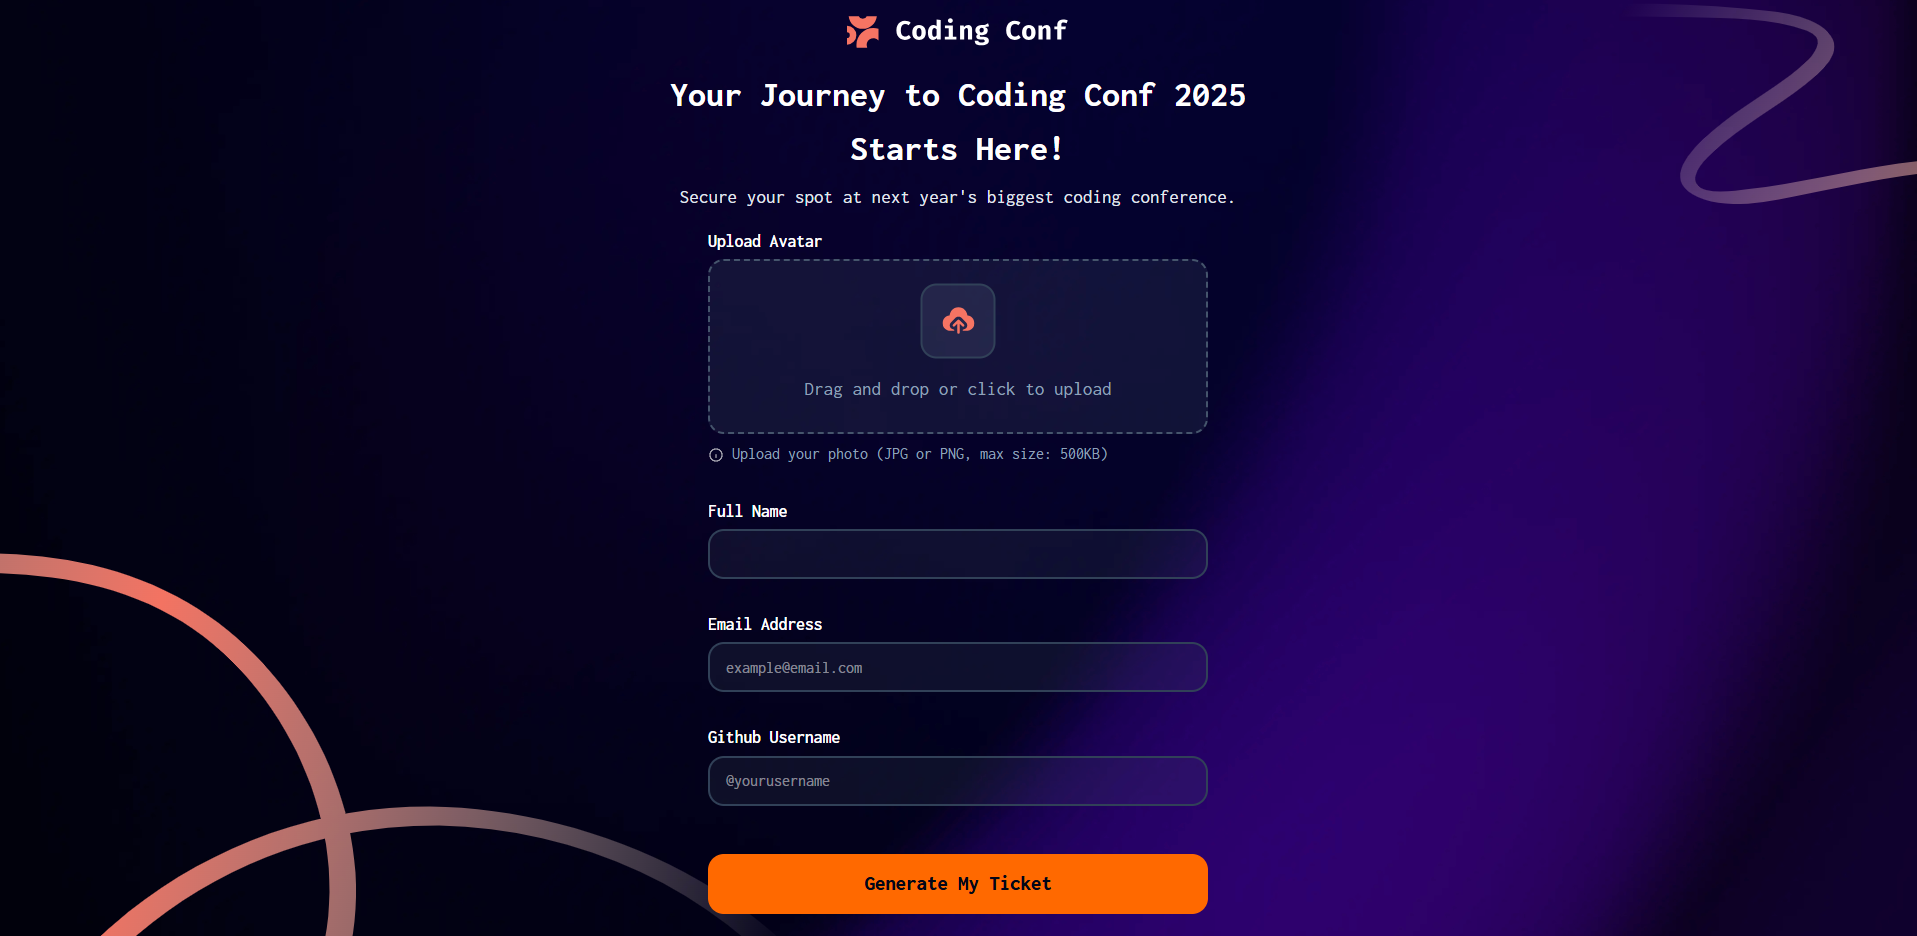 Coding Conf
Your Journey to Coding Conf 2025
Starts Here!
Secure your spot at next year's biggest coding conference.
Upload Avatar
Drag and drop or click to upload
Upload your photo (JPG or PNG, max size: 500KB)
Full Name
Email Address
example@email.com
Github Username
@yourusername
Generate My Ticket